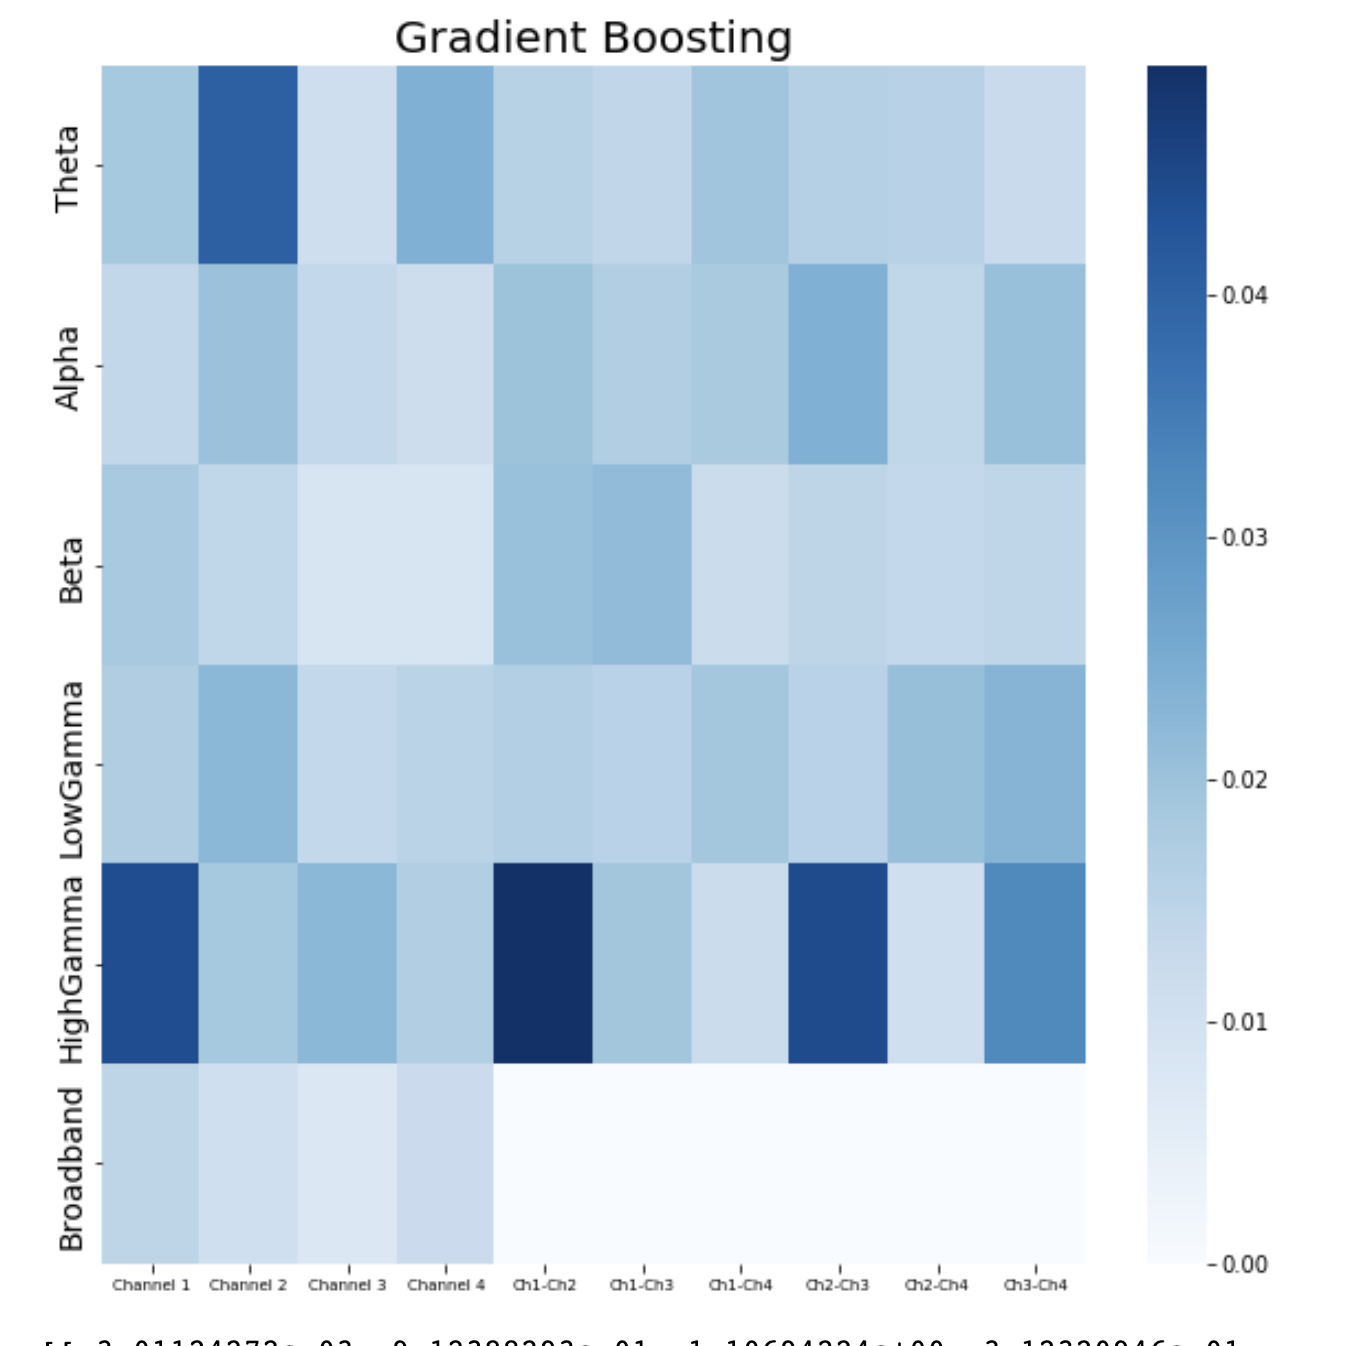 Gradient Boosting
Theta
Alpha
Beta
LowGamma
HighGamma
Broadband
Channel 1 Channel 2 Channel 3 Channel 4 Ch1-Ch2 Ch1-Ch3 Ch1-Ch4 Ch2-Ch3 Ch2-Ch4 Ch3-Ch4
0.04
0.03
0.02
0.01
0.00